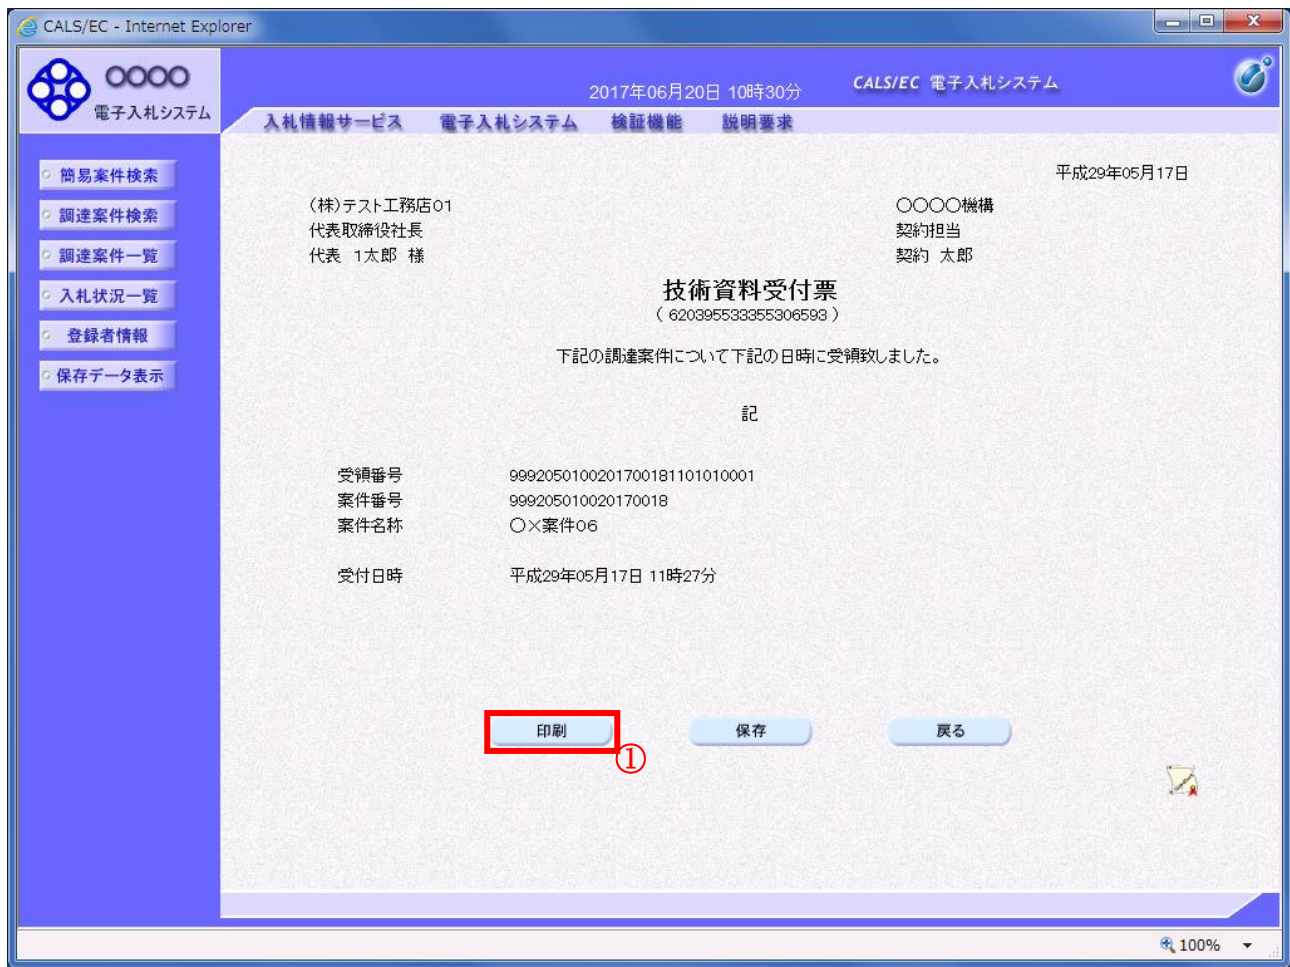 CALS/EC - Internet Explorer
〇〇〇〇
電子入札システム
2017年06月20日 10時30分
CALS/EC 電子入札システム
入札情報サービス 電子入札システム 検証機能 説明要求
簡易案件検索
調達案件検索
調達案件一覧
入札状況一覧
登録者情報
保存データ表示
平成29年05月17日
(株)テスト工務店01
代表取締役社長
代表 1太郎 様
〇〇〇〇機構
契約担当
契約 太郎
技術資料受付票
( 620395533355306593 )
下記の調達案件について下記の日時に受領致しました。
記
受領番号 9992050100201700181101010001
案件番号 999205010020170018
案件名称 〇×案件06
受付日時 平成29年05月17日 11時27分
印刷 保存 戻る
①
100%